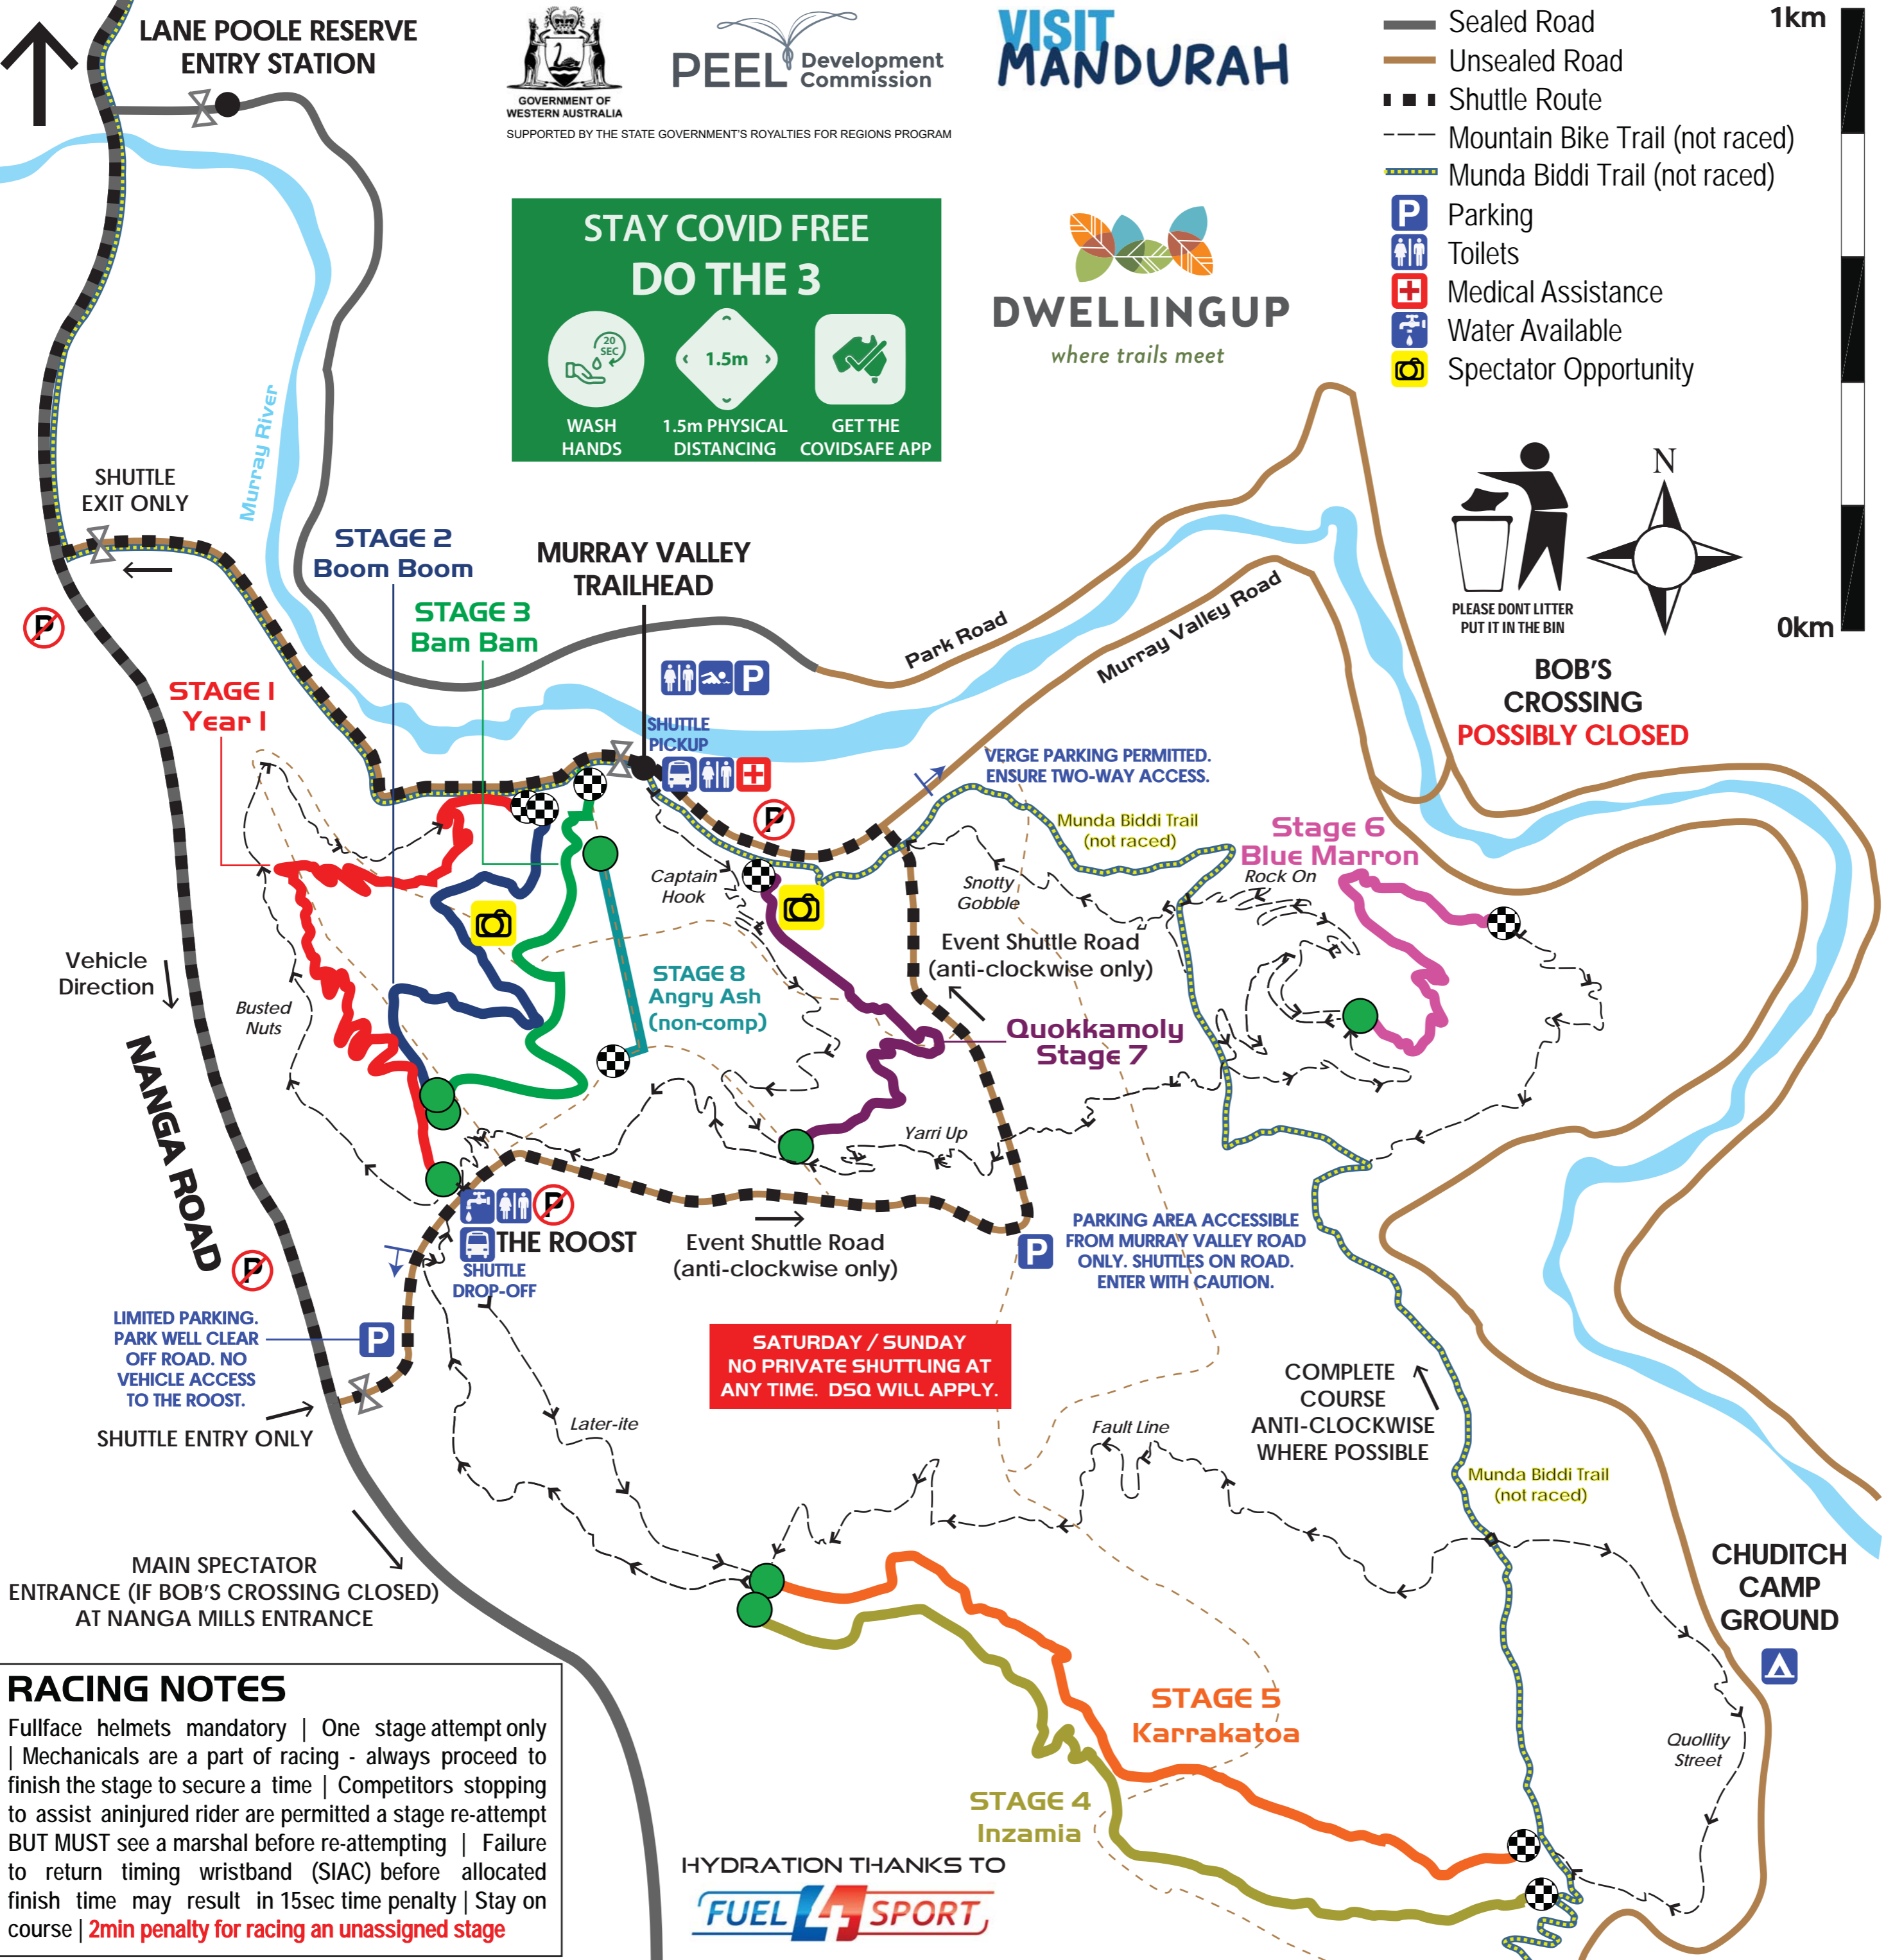 LANE POOLE RESERVE
ENTRY STATION
GOVERNMENT OF
WESTERN AUSTRALIA
SUPPORTED BY THE STATE GOVERNMENT'S ROYALTIES FOR REGIONS PROGRAM
PEEL Development
Commission
VISIT
MANDURAH
Sealed Road
Unsealed Road
Shuttle Route
Mountain Bike Trail (not raced)
Munda Biddi Trail (not raced)
P Parking
Toilets
Medical Assistance
Water Available
Spectator Opportunity
1km
0km
STAY COVID FREE
DO THE 3
20
SEC
1.5m
WASH
HANDS
1.5m PHYSICAL
DISTANCING
GET THE
COVIDSAFE APP
DWELLINGUP
where trails meet
N
PLEASE DONT LITTER
PUT IT IN THE BIN
Murray River
SHUTTLE
EXIT ONLY
P
STAGE 2
Boom Boom
STAGE 3
Bam Bam
MURRAY VALLEY
TRAILHEAD
STAGE 1
Year 1
P
SHUTTLE
PICKUP
P
Park Road
Murray Valley Road
BOB'S
CROSSING
POSSIBLY CLOSED
VERGE PARKING PERMITTED.
ENSURE TWO-WAY ACCESS.
Munda Biddi Trail
(not raced)
Stage 6
Blue Marron
Rock On
Captain
Hook
Snotty
Gobble
Event Shuttle Road
(anti-clockwise only)
STAGE 8
Angry Ash
(non-comp)
Quokkamoly
Stage 7
Vehicle
Direction
Busted
Nuts
NANGA ROAD
Yarri Up
P
P
THE ROOST
SHUTTLE
DROP-OFF
Event Shuttle Road
(anti-clockwise only)
P
PARKING AREA ACCESSIBLE
FROM MURRAY VALLEY ROAD
ONLY. SHUTTLES ON ROAD.
ENTER WITH CAUTION.
LIMITED PARKING.
PARK WELL CLEAR
OFF ROAD. NO
VEHICLE ACCESS
TO THE ROOST.
P
SHUTTLE ENTRY ONLY
SATURDAY / SUNDAY
NO PRIVATE SHUTTLING AT
ANY TIME. DSQ WILL APPLY.
COMPLETE
COURSE
ANTI-CLOCKWISE
WHERE POSSIBLE
Later-ite
Fault Line
Munda Biddi Trail
(not raced)
MAIN SPECTATOR
ENTRANCE (IF BOB'S CROSSING CLOSED)
AT NANGA MILLS ENTRANCE
CHUDITCH
CAMP
GROUND
STAGE 5
Karrakatoa
Quollity
Street
STAGE 4
Inzamia
RACING NOTES
Fullface helmets mandatory | One stage attempt only
| Mechanicals are a part of racing - always proceed to
finish the stage to secure a time | Competitors stopping
to assist aninjured rider are permitted a stage re-attempt
BUT MUST see a marshal before re-attempting | Failure
to return timing wristband (SIAC) before allocated
finish time may result in 15sec time penalty | Stay on
course | 2min penalty for racing an unassigned stage
HYDRATION THANKS TO
FUEL 4 SPORT